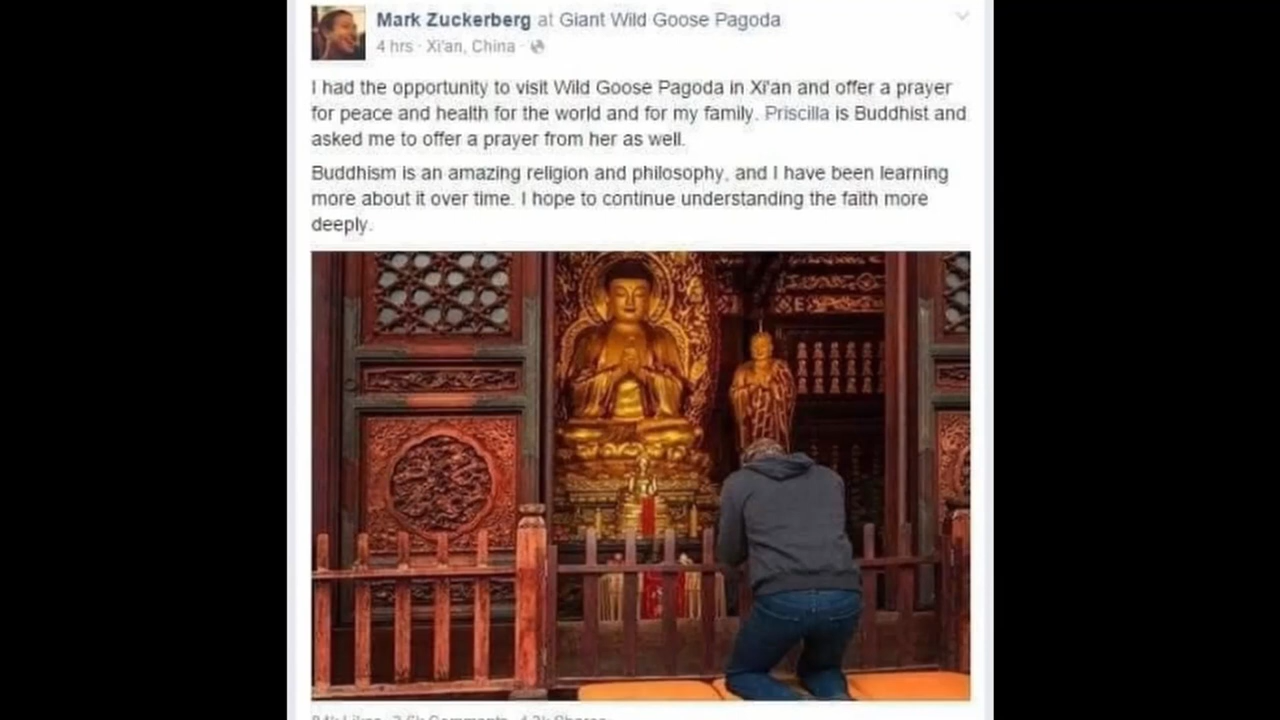 Mark Zuckerberg at Giant Wild Goose Pagoda
4 hrs · Xi'an, China ·
I had the opportunity to visit Wild Goose Pagoda in Xi'an and offer a prayer
for peace and health for the world and for my family. Priscilla is Buddhist and
asked me to offer a prayer from her as well.
Buddhism is an amazing religion and philosophy, and I have been learning
more about it over time. I hope to continue understanding the faith more
deeply.
Likes Comments Shares